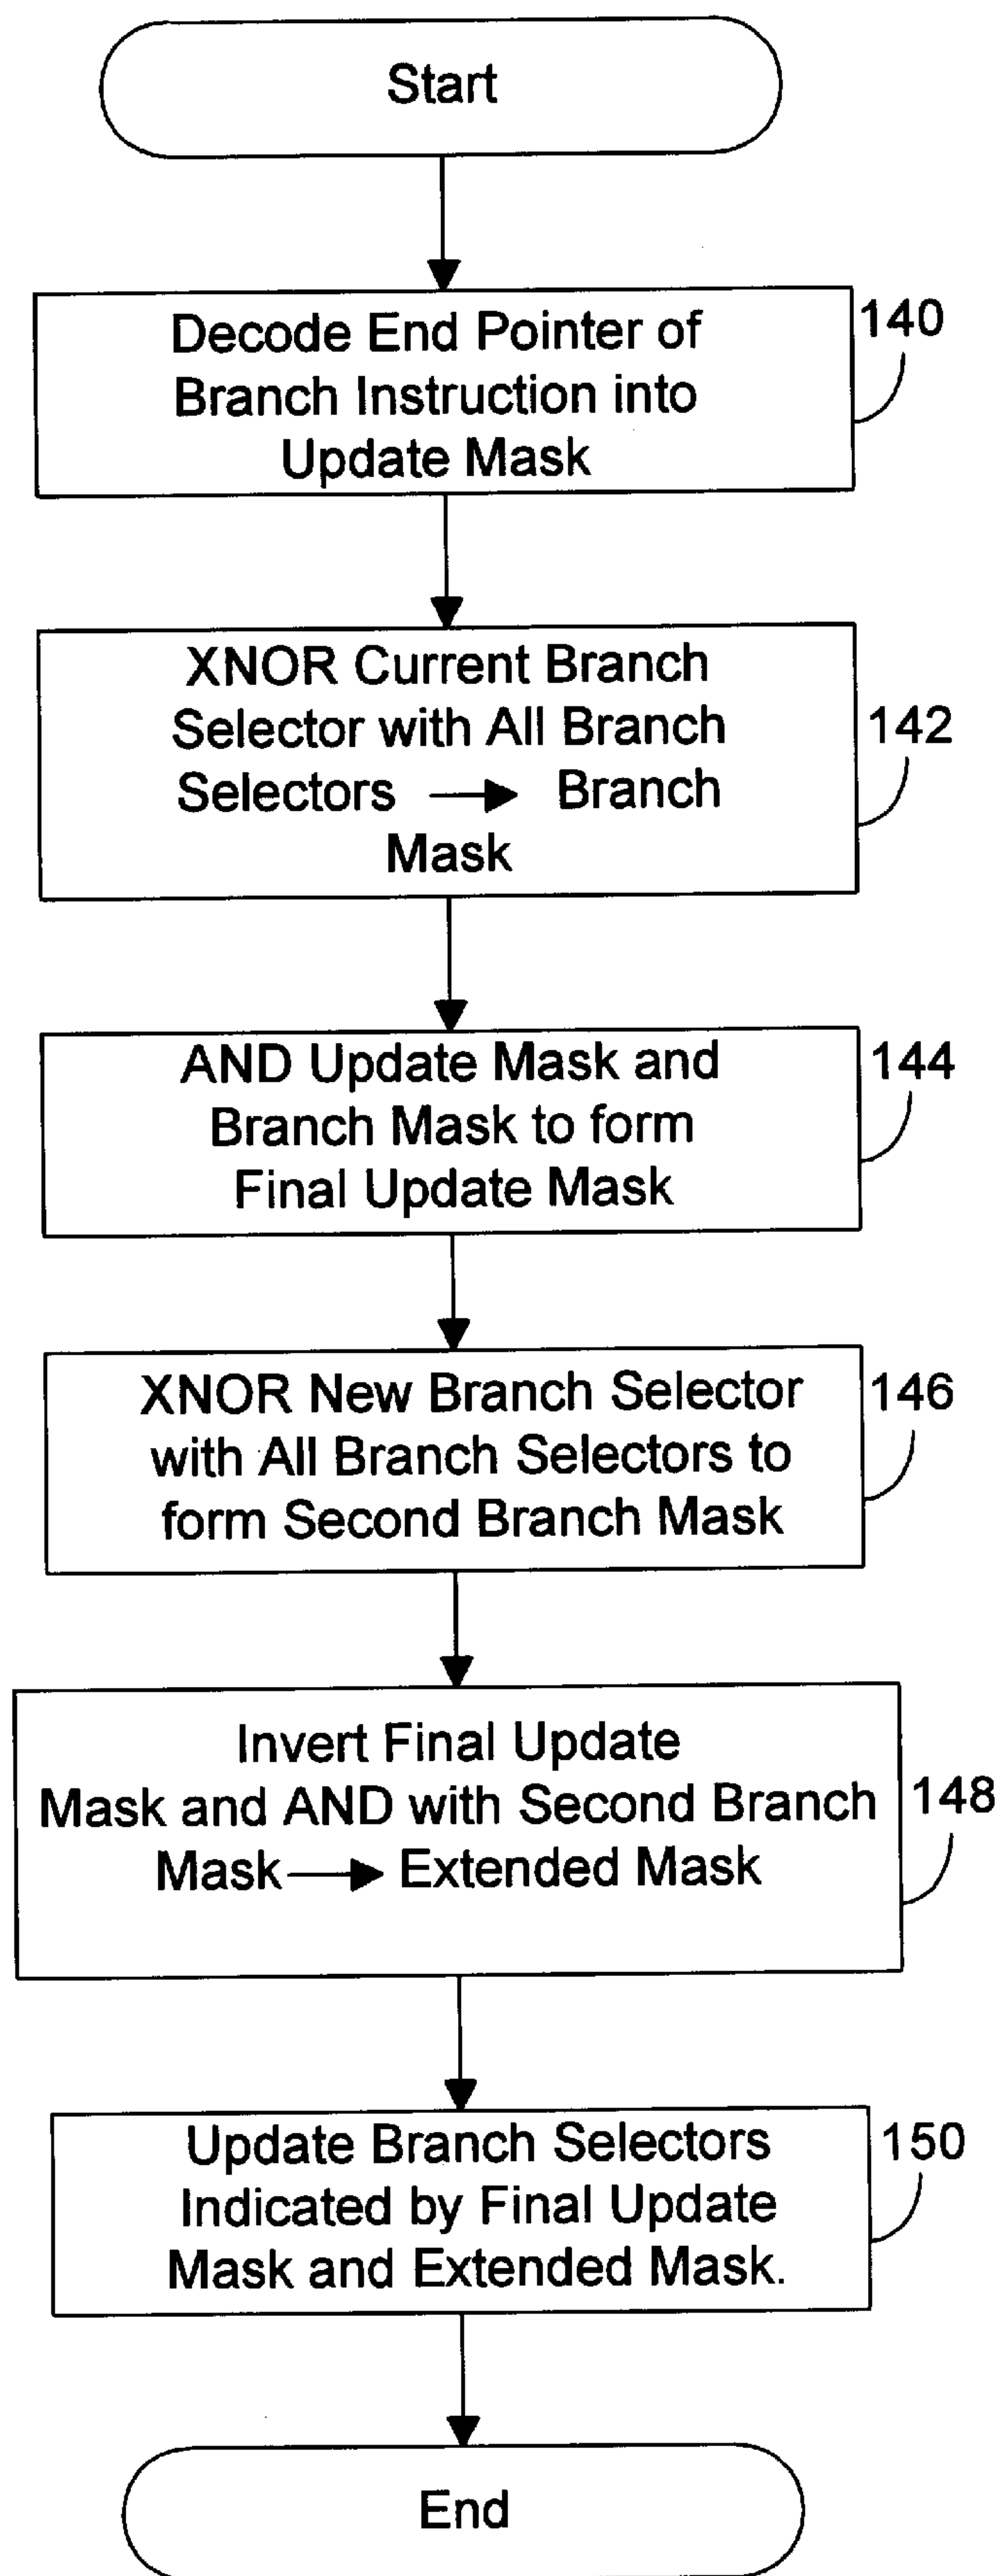 Start
Decode End Pointer of
Branch Instruction into
Update Mask
140
XNOR Current Branch
Selector with All Branch
Selectors → Branch
Mask
142
AND Update Mask and
Branch Mask to form
Final Update Mask
144
XNOR New Branch Selector
with All Branch Selectors to
form Second Branch Mask
146
Invert Final Update
Mask and AND with Second Branch
Mask → Extended Mask
148
Update Branch Selectors
Indicated by Final Update
Mask and Extended Mask.
150
End